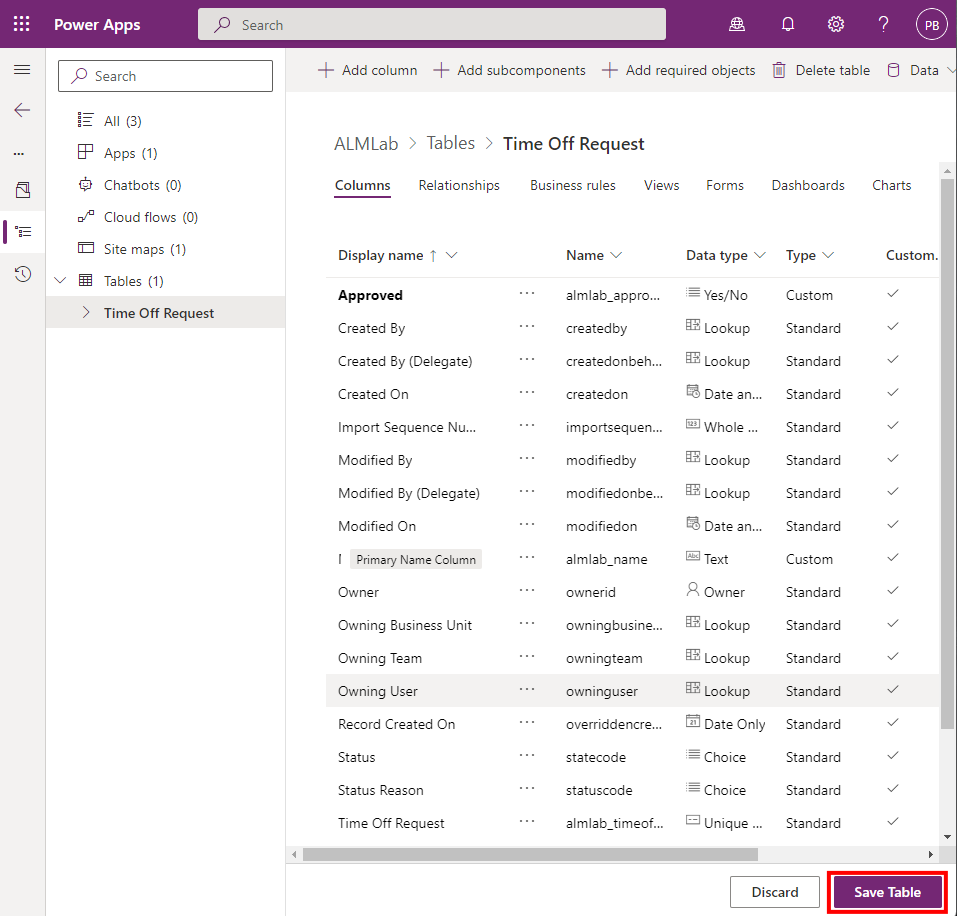 Power Apps
Search
PB
Search
All (3)
Apps (1)
Chatbots (0)
Cloud flows (0)
Site maps (1)
Tables (1)
Time Off Request
Add column
Add subcomponents
Add required objects
Delete table
Data
ALMLab > Tables > Time Off Request
Columns Relationships Business rules Views Forms Dashboards Charts
Display name ↑ Name Data type Type Custom.
Approved ··· almlab_appro... Yes/No Custom
Created By ··· createdby Lookup Standard
Created By (Delegate) ··· createdonbeh... Lookup Standard
Created On ··· createdon Date an... Standard
Import Sequence Nu... ··· importsequen... Whole ... Standard
Modified By ··· modifiedby Lookup Standard
Modified By (Delegate) ··· modifiedonbe... Lookup Standard
Modified On ··· modifiedon Date an... Standard
Primary Name Column ··· almlab_name Text Custom
Owner ··· ownerid Owner Standard
Owning Business Unit ··· owningbusine... Lookup Standard
Owning Team ··· owningteam Lookup Standard
Owning User ··· owninguser Lookup Standard
Record Created On ··· overriddencre... Date Only Standard
Status ··· statecode Choice Standard
Status Reason ··· statuscode Choice Standard
Time Off Request ··· almlab_timeof... Unique ... Standard
Discard
Save Table